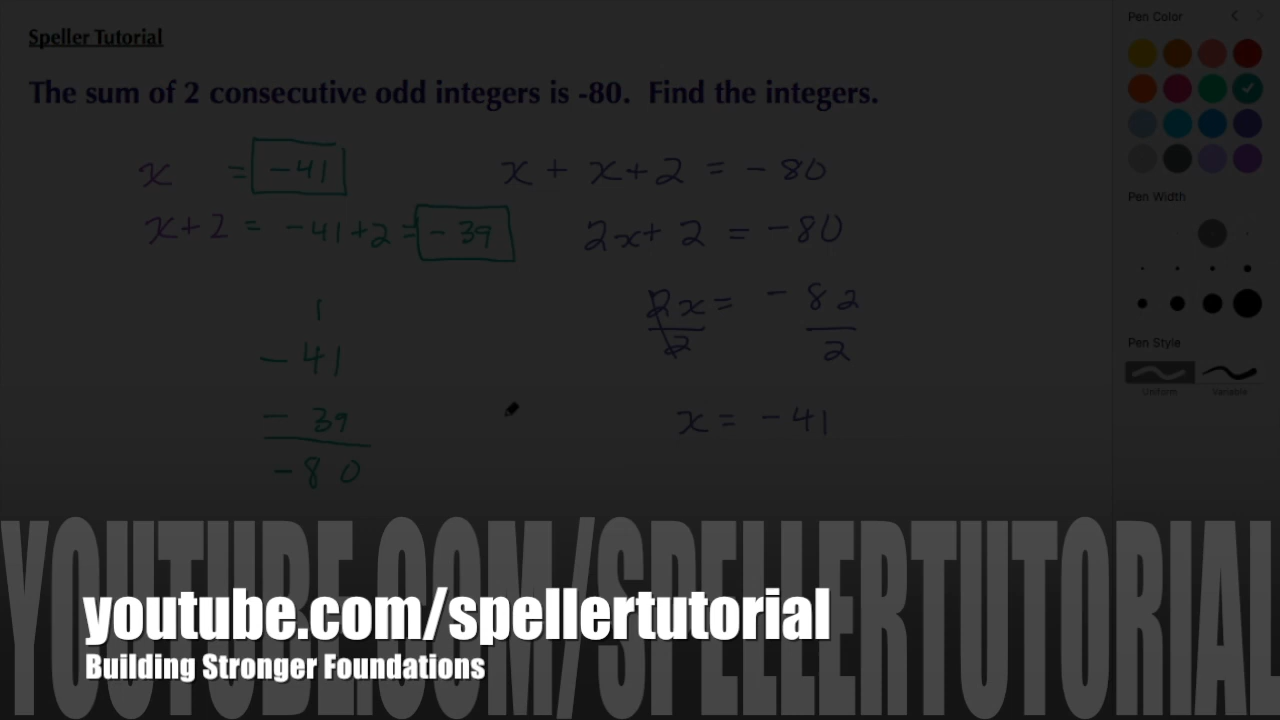 Speller Tutorial
The sum of 2 consecutive odd integers is -80. Find the integers.
x = -41
x+2 = -41+2 = -39
1
-41
-39
-80
x + x+2 = -80
2x+ 2 = -80
2x = -82
2 2
x = -41
Pen Color
Pen Width
Pen Style
Uniform Variable
YOUTUBE.COM/SPELLERTUTORIAL
youtube.com/spellertutorial
Building Stronger Foundations